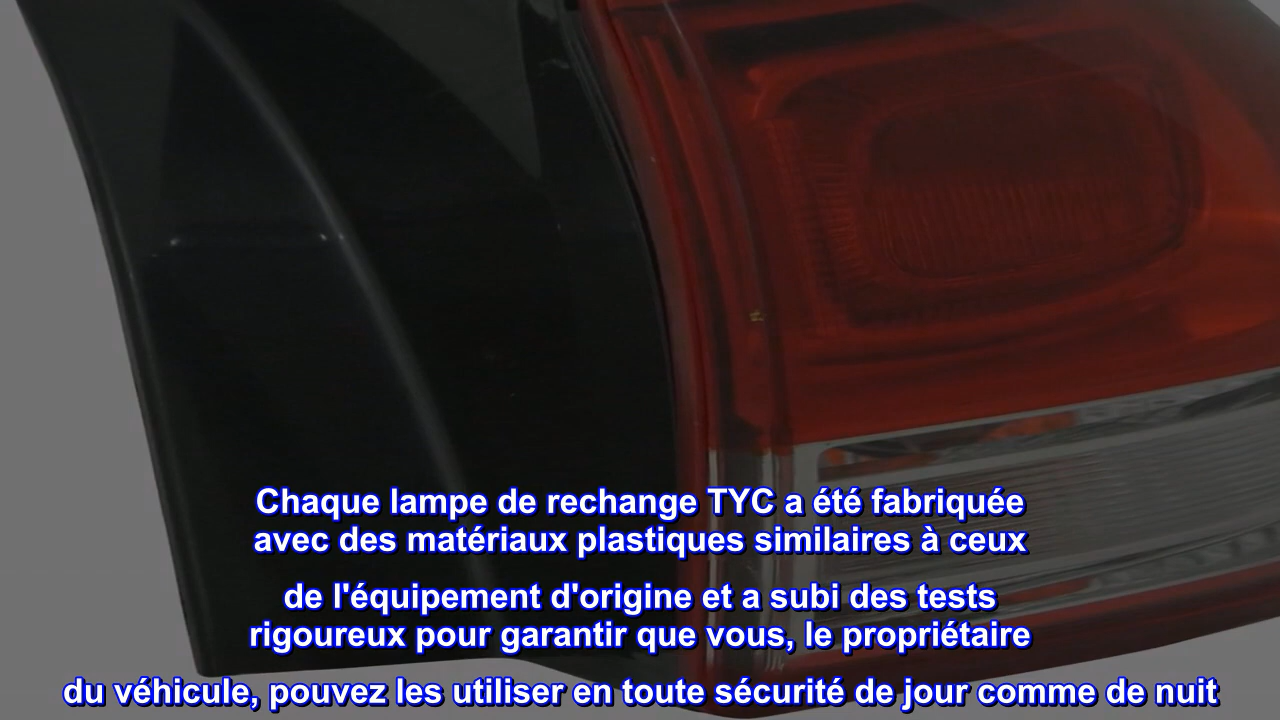 Chaque lampe de rechange TYC a été fabriquée
avec des matériaux plastiques similaires à ceux
de l'équipement d'origine et a subi des tests
rigoureux pour garantir que vous, le propriétaire
du véhicule, pouvez les utiliser en toute sécurité de jour comme de nuit